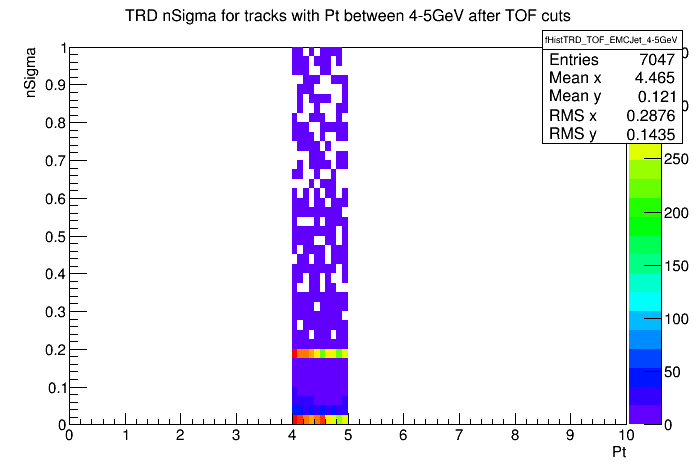 TRD nSigma for tracks with Pt between 4-5GeV after TOF cuts
fHistTRD_TOF_EMCJet_4-5GeV
Entries 7047
Mean x 4.465
Mean y 0.121
RMS x 0.2876
RMS y 0.1435
nSigma
1
0.9
0.8
0.7
0.6
0.5
0.4
0.3
0.2
0.1
0
0 1 2 3 4 5 6 7 8 9 10
Pt
250
200
150
100
50
0